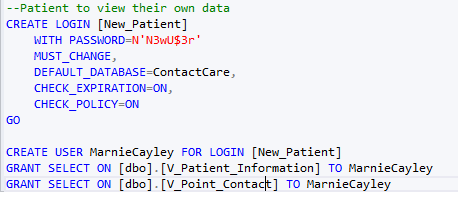 --Patient to view their own data
CREATE LOGIN [New_Patient]
WITH PASSWORD=N'N3wU$3r'
MUST_CHANGE,
DEFAULT_DATABASE=ContactCare,
CHECK_EXPIRATION=ON,
CHECK_POLICY=ON
GO
CREATE USER MarnieCayley FOR LOGIN [New_Patient]
GRANT SELECT ON [dbo].[V_Patient_Information] TO MarnieCayley
GRANT SELECT ON [dbo].[V_Point_Contact] TO MarnieCayley